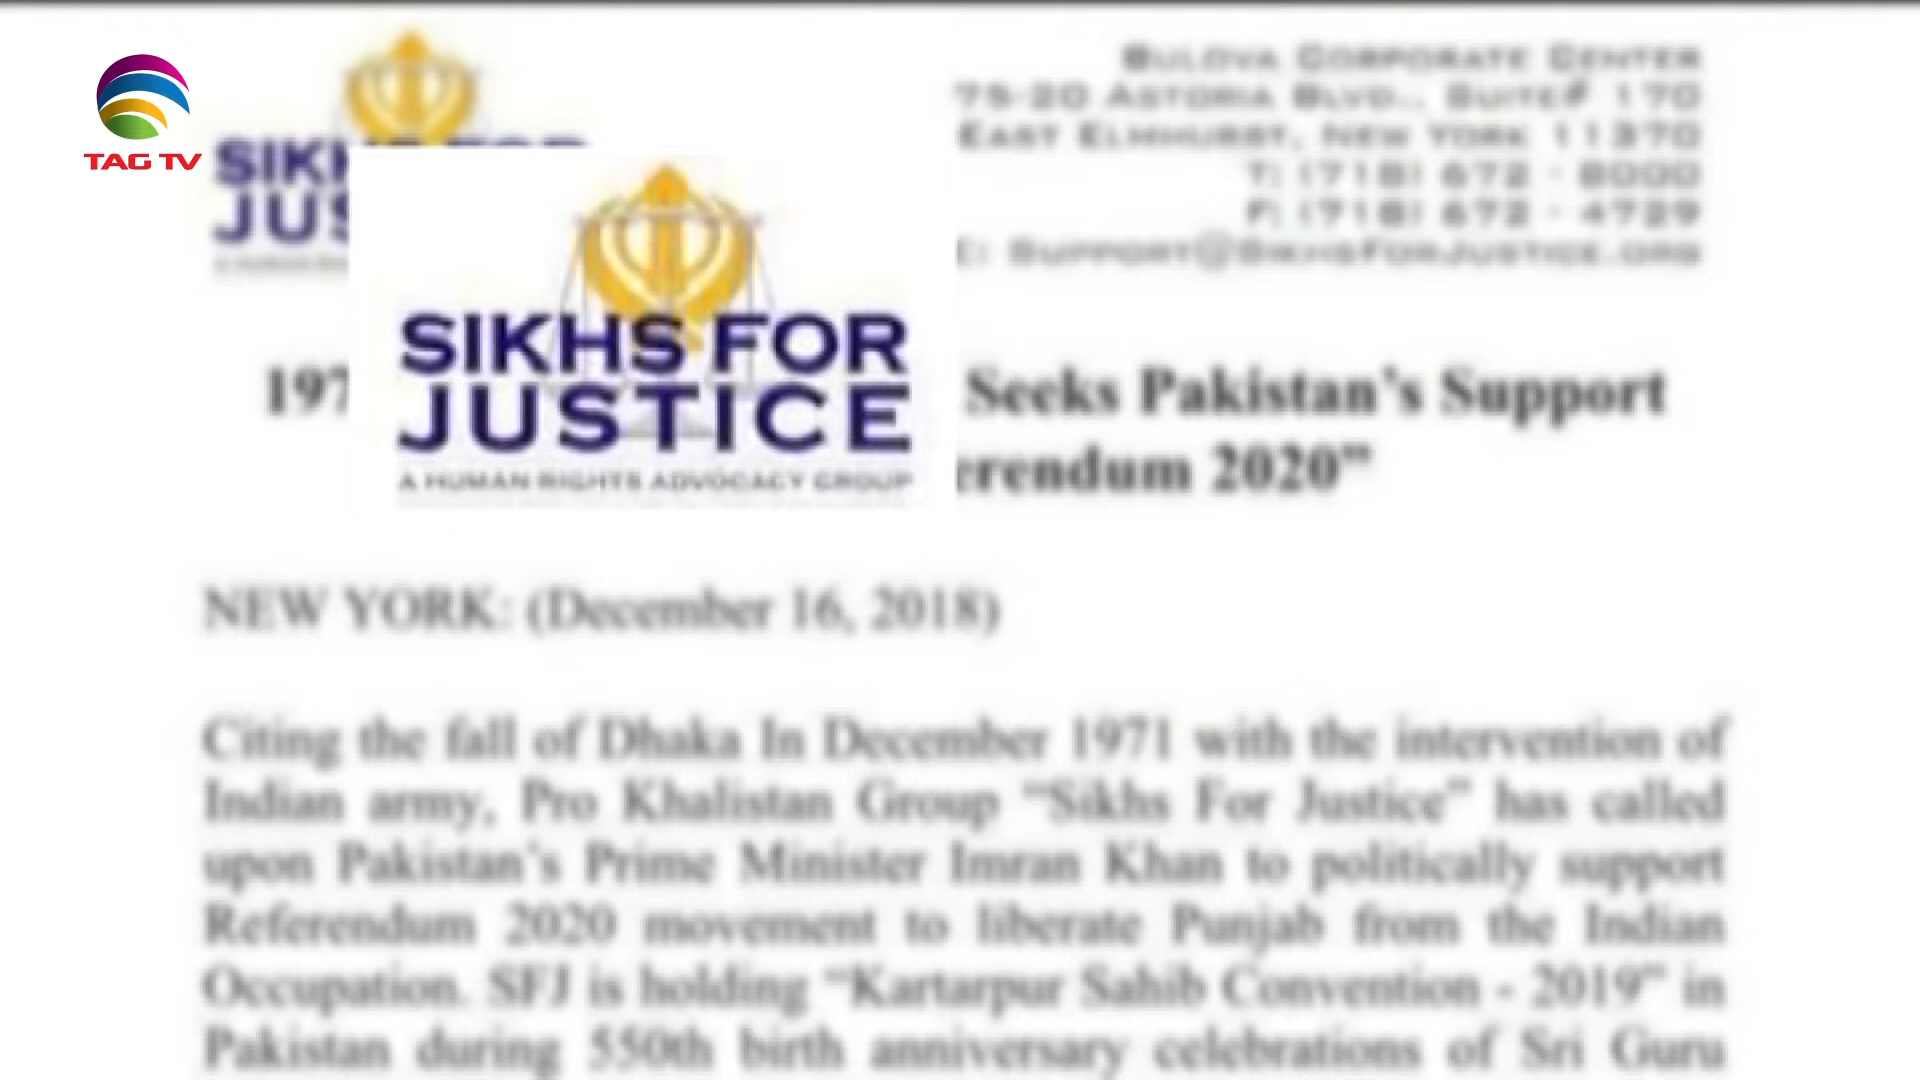 TAG TV
SIKHS FOR
JUS
BULOVA CORPORATE CENTER
75-20 ASTORIA BLVD., SUITE# 170
EAST ELMHURST, NEW YORK 11370
T: (718) 672 - 8000
F: (718) 672 - 4729
E: SUPPORT@SIKHSFORJUSTICE.ORG
SIKHS FOR
JUSTICE
A HUMAN RIGHTS ADVOCACY GROUP
197 Seeks Pakistan's Support
erendum 2020"
NEW YORK: (December 16, 2018)
Citing the fall of Dhaka In December 1971 with the intervention of
Indian army, Pro Khalistan Group "Sikhs For Justice" has called
upon Pakistan's Prime Minister Imran Khan to politically support
Referendum 2020 movement to liberate Punjab from the Indian
Occupation. SFJ is holding "Kartarpur Sahib Convention - 2019" in
Pakistan during 550th birth anniversary celebrations of Sri Guru